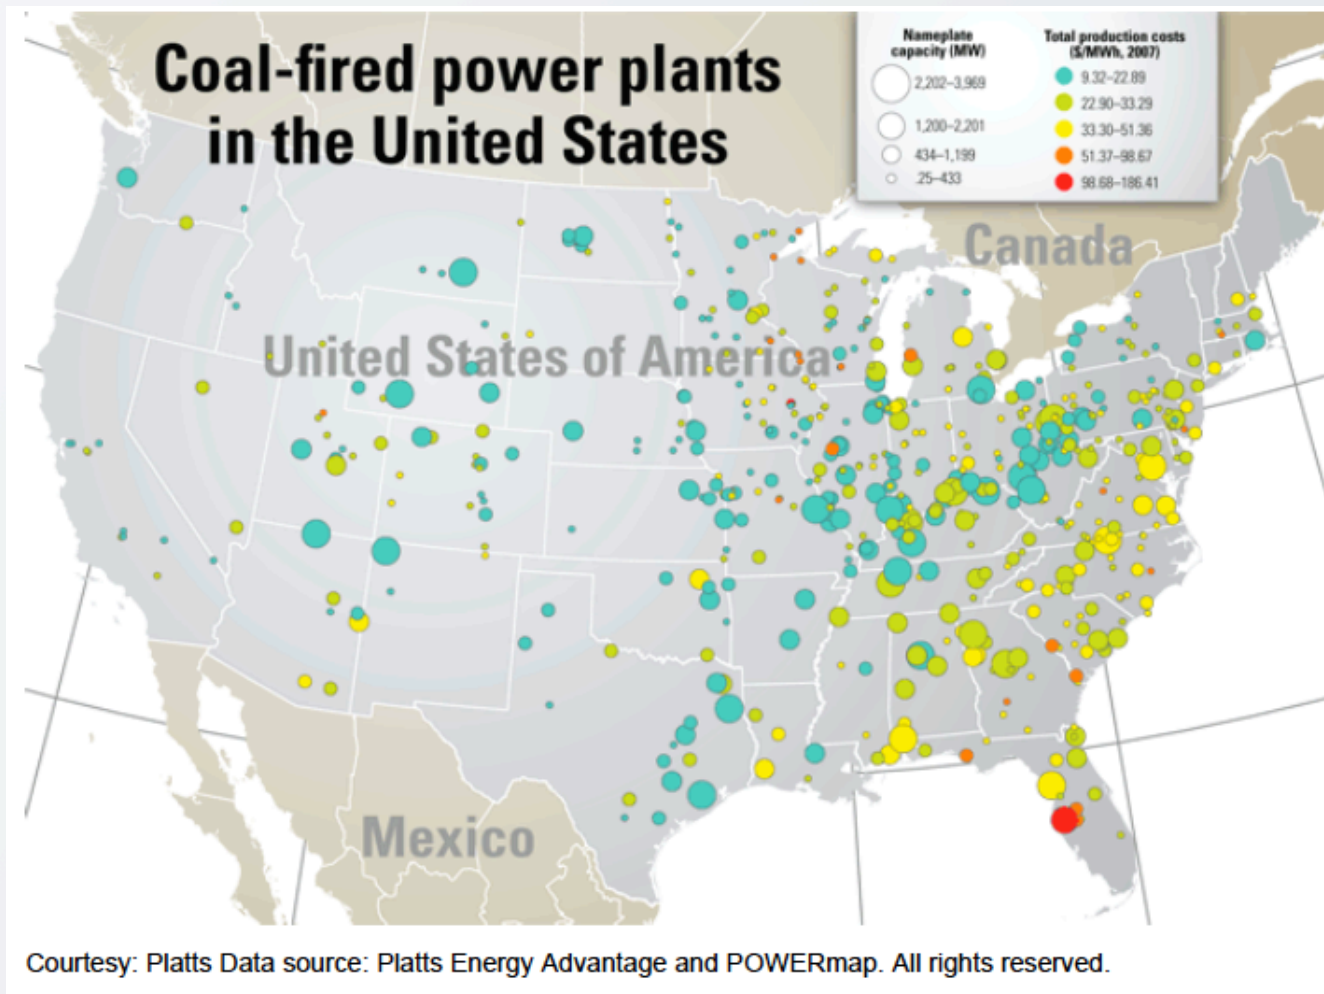 Coal-fired power plants
in the United States
Nameplate
capacity (MW)
2,202–3,969
1,200–2,201
434–1,199
.25–433
Total production costs
($/MWh, 2007)
9.32–22.89
22.90–33.29
33.30–51.36
51.37–98.67
98.68–186.41
Canada
United States of America
Mexico
Courtesy: Platts Data source: Platts Energy Advantage and POWERmap. All rights reserved.